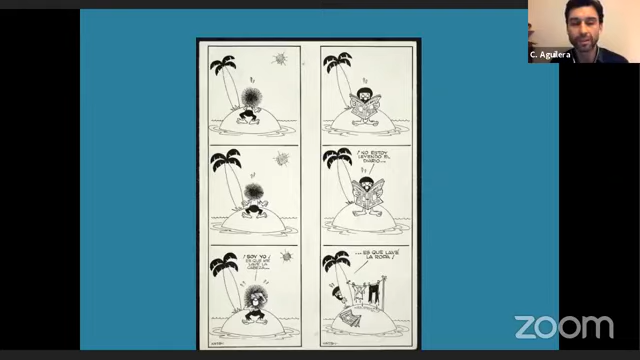 C. Aguilera
¡SOY YO!
ES QUE ME
LAVÉ LA
CABEZA...
¡NO ESTOY
LEYENDO EL
DIARIO...
...ES QUE LAVÉ
LA ROPA!
zoom